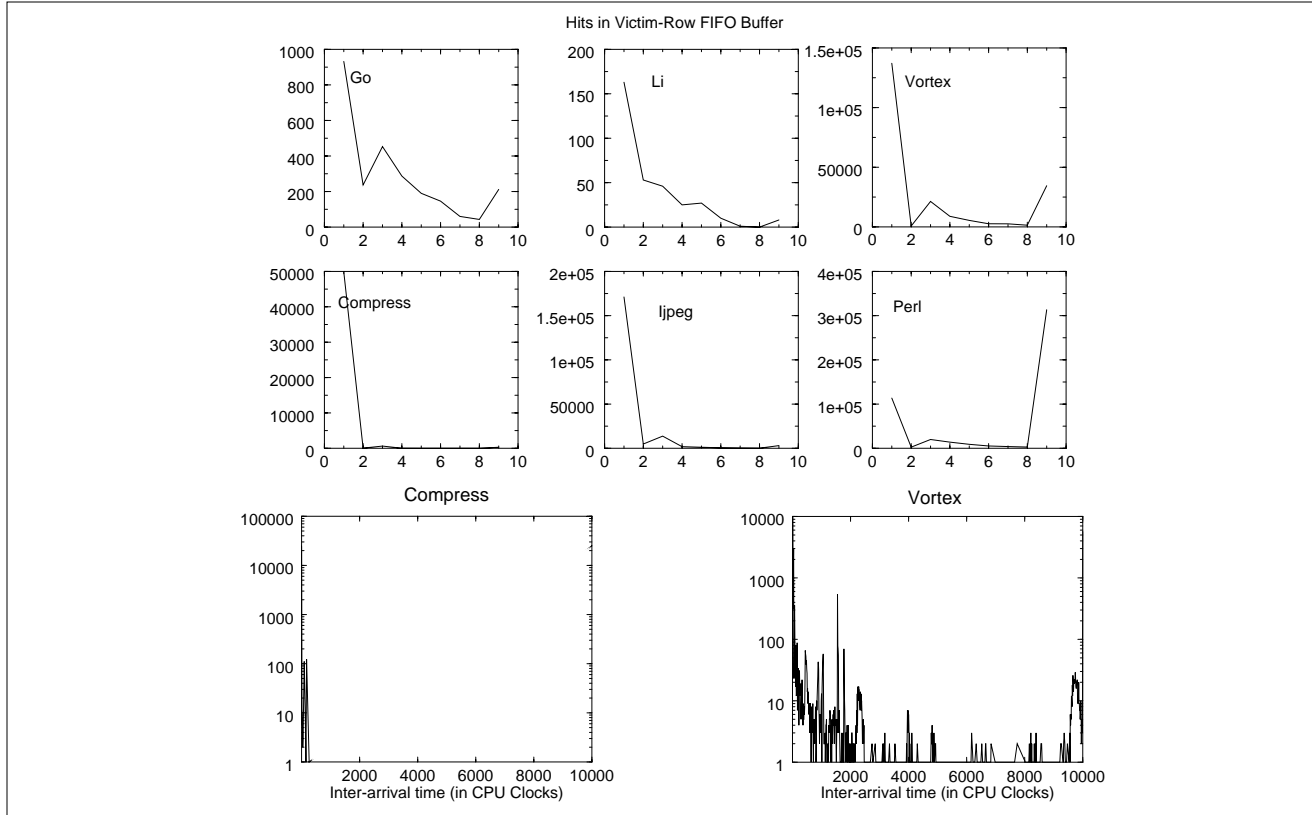 Hits in Victim-Row FIFO Buffer
1000
800
600
400
200
0
0 2 4 6 8 10
Go
200
150
100
50
0
0 2 4 6 8 10
Li
1.5e+05
1e+05
50000
0
0 2 4 6 8 10
Vortex
50000
40000
30000
20000
10000
0
0 2 4 6 8 10
Compress
2e+05
1.5e+05
1e+05
50000
0
0 2 4 6 8 10
Ijpeg
4e+05
3e+05
2e+05
1e+05
0
0 2 4 6 8 10
Perl
Compress
100000
10000
1000
100
10
1
2000 4000 6000 8000 10000
Inter-arrival time (in CPU Clocks)
Vortex
10000
1000
100
10
1
2000 4000 6000 8000 10000
Inter-arrival time (in CPU Clocks)